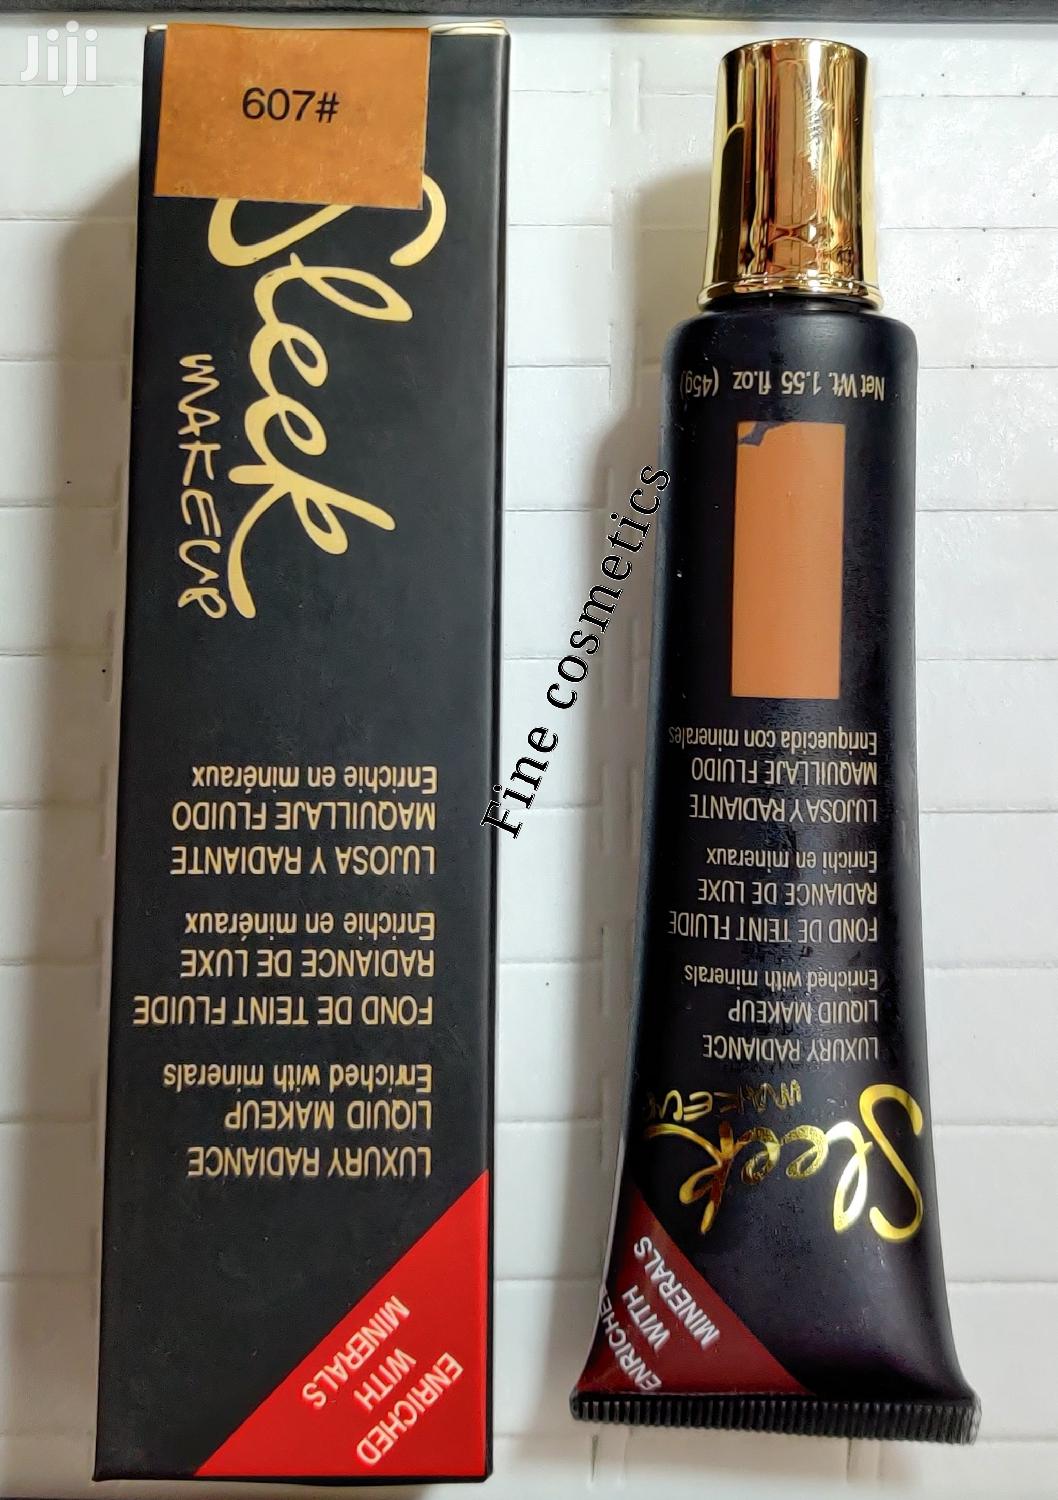 Jiji
607#
Sleek
MAKEUP
Enrichie en minéraux
MAQUILLAJE FLUIDO
LUJOSA Y RADIANTE
Enrichie en minéraux
RADIANCE DE LUXE
FOND DE TEINT FLUIDE
Enriched with minerals
LIQUID MAKEUP
LUXURY RADIANCE
ENRICHED
WITH
MINERALS
Fine cosmetics
Net Wt. 1.55 fl.oz (45g)
Enriquecida con minerales
MAQUILLAJE FLUIDO
LUJOSA Y RADIANTE
Enrichi en mineraux
RADIANCE DE LUXE
FOND DE TEINT FLUIDE
Enriched with minerals
LIQUID MAKEUP
LUXURY RADIANCE
Sleek
MAKEUP
ENRICHED
WITH
MINERALS